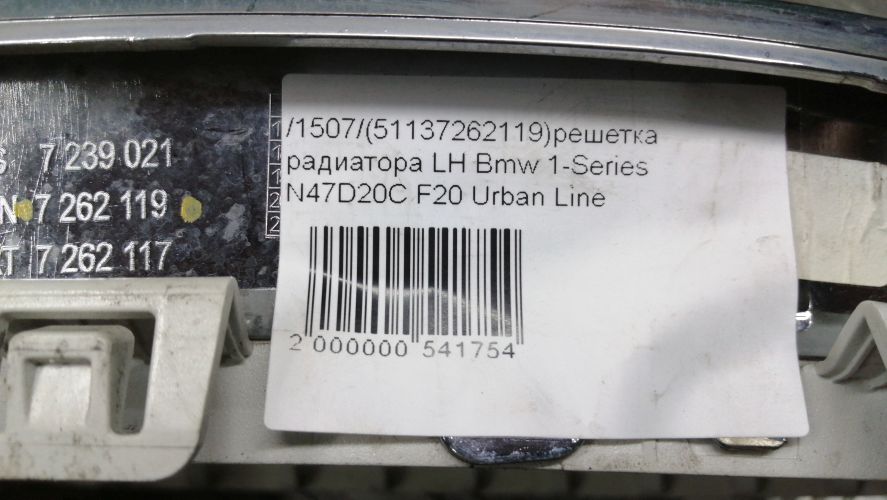 /1507/(51137262119)решетка
радиатора LH Bmw 1-Series
N47D20C F20 Urban Line
2 000000 541754
7 239 021
N 7 262 119
7 262 117